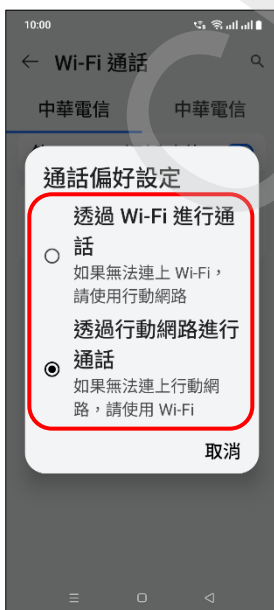 10:00
Wi-Fi 通話
中華電信 中華電信
通話偏好設定
透過 Wi-Fi 進行通
話
如果無法連上 Wi-Fi，
請使用行動網路
透過行動網路進行
通話
如果無法連上行動網
路，請使用 Wi-Fi
取消